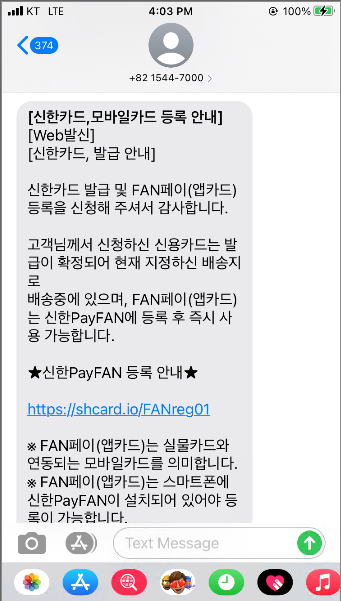 KT LTE 4:03 PM 100%
374
+82 1544-7000 >
[신한카드,모바일카드 등록 안내]
[Web발신]
[신한카드, 발급 안내]
신한카드 발급 및 FAN페이(앱카드)
등록을 신청해 주셔서 감사합니다.
고객님께서 신청하신 신용카드는 발
급이 확정되어 현재 지정하신 배송지
로
배송중에 있으며, FAN페이(앱카드)
는 신한PayFAN에 등록 후 즉시 사
용 가능합니다.
★신한PayFAN 등록 안내★
https://shcard.io/FANreg01
※ FAN페이(앱카드)는 실물카드와
연동되는 모바일카드를 의미합니다.
※ FAN페이(앱카드)는 스마트폰에
신한PayFAN이 설치되어 있어야 등
록이 가능합니다.
Text Message